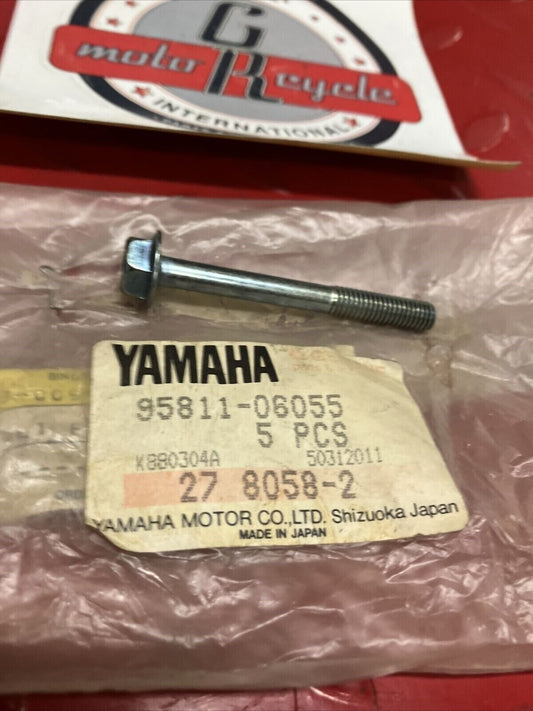 G
motoRcycle
INTERNATIONAL
BIN
YAMAHA
95811-06055
5 PCS
K880304A 50312011
27 8058-2
YAMAHA MOTOR CO.,LTD. Shizuoka Japan
MADE IN JAPAN